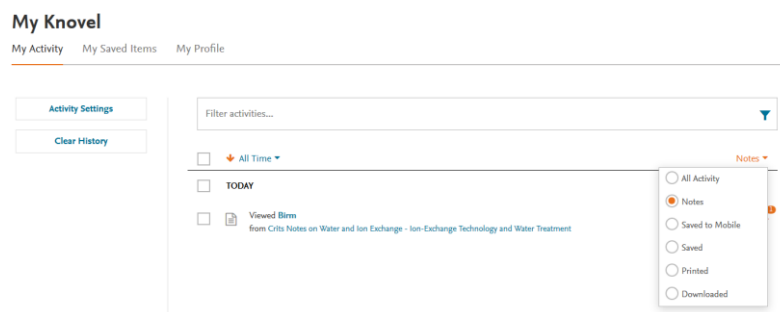 My Knovel
My Activity My Saved Items My Profile
Activity Settings
Clear History
Filter activities...
All Time Notes
TODAY
Viewed Birm
from Crits Notes on Water and Ion Exchange - Ion-Exchange Technology and Water Treatment
All Activity
Notes
Saved to Mobile
Saved
Printed
Downloaded